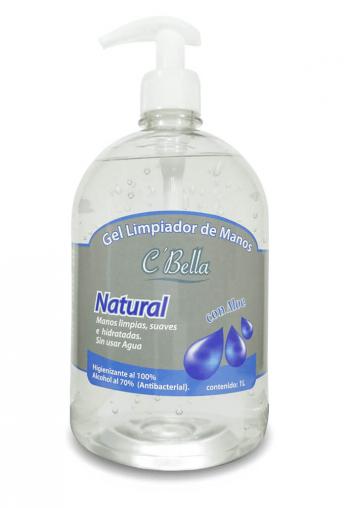 Gel Limpiador de Manos
C'Bella
Natural
con Aloe
Manos limpias, suaves
e hidratadas.
Sin usar Agua
Higienizante al 100%
Alcohol al 70% (Antibacterial).
contenido: 1L